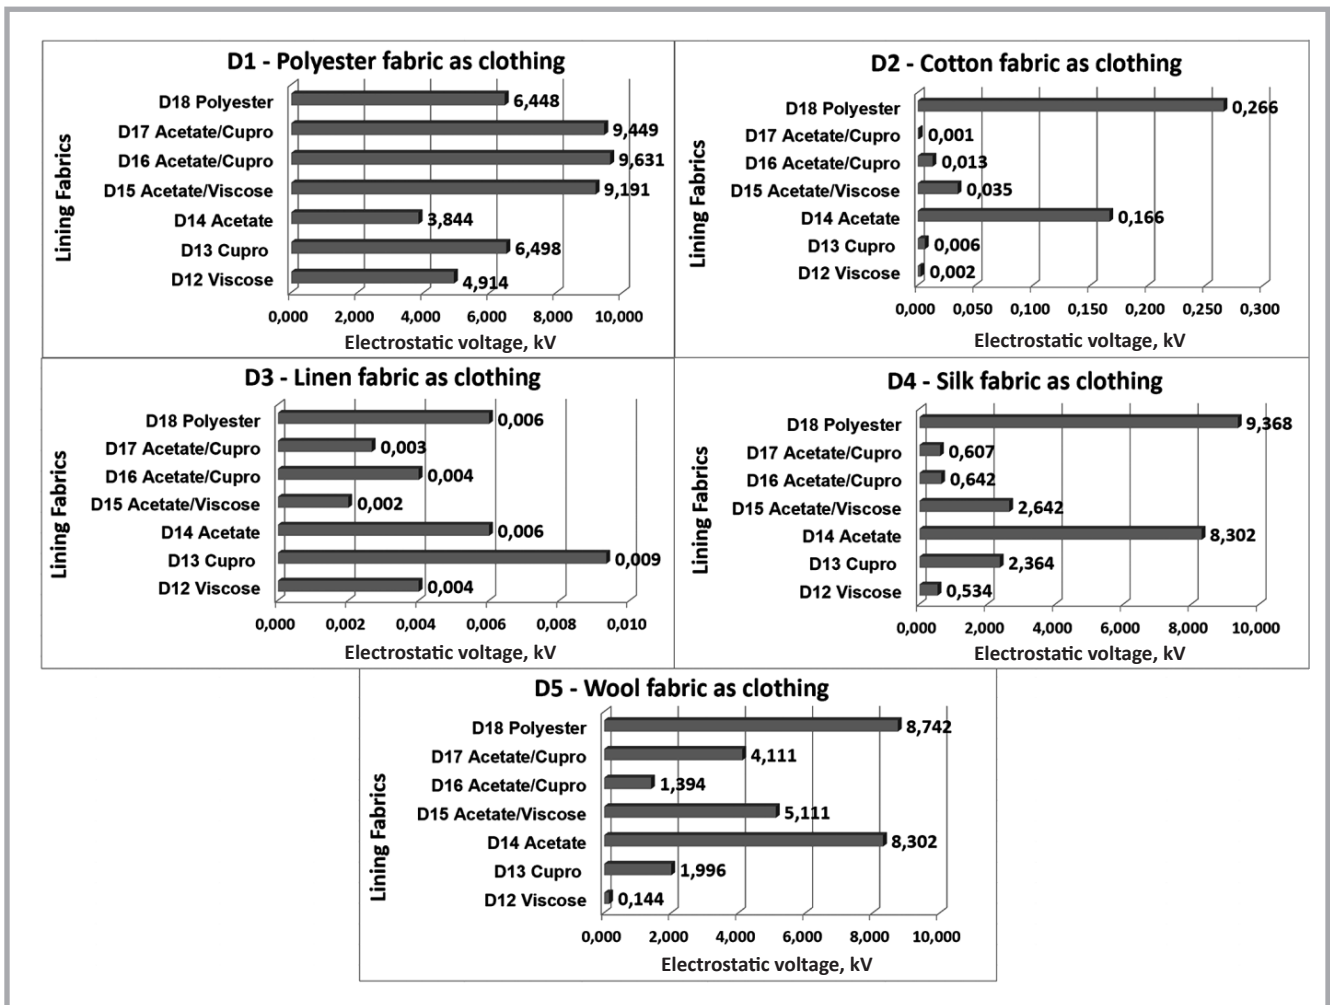 D1 - Polyester fabric as clothing
Lining Fabrics
D18 Polyester 6,448
D17 Acetate/Cupro 9,449
D16 Acetate/Cupro 9,631
D15 Acetate/Viscose 9,191
D14 Acetate 3,844
D13 Cupro 6,498
D12 Viscose 4,914
0,000 2,000 4,000 6,000 8,000 10,000
Electrostatic voltage, kV
D2 - Cotton fabric as clothing
Lining Fabrics
D18 Polyester 0,266
D17 Acetate/Cupro 0,001
D16 Acetate/Cupro 0,013
D15 Acetate/Viscose 0,035
D14 Acetate 0,166
D13 Cupro 0,006
D12 Viscose 0,002
0,000 0,050 0,100 0,150 0,200 0,250 0,300
Electrostatic voltage, kV
D3 - Linen fabric as clothing
Lining Fabrics
D18 Polyester 0,006
D17 Acetate/Cupro 0,003
D16 Acetate/Cupro 0,004
D15 Acetate/Viscose 0,002
D14 Acetate 0,006
D13 Cupro 0,009
D12 Viscose 0,004
0,000 0,002 0,004 0,006 0,008 0,010
Electrostatic voltage, kV
D4 - Silk fabric as clothing
Lining Fabrics
D18 Polyester 9,368
D17 Acetate/Cupro 0,607
D16 Acetate/Cupro 0,642
D15 Acetate/Viscose 2,642
D14 Acetate 8,302
D13 Cupro 2,364
D12 Viscose 0,534
0,000 2,000 4,000 6,000 8,000 10,000
Electrostatic voltage, kV
D5 - Wool fabric as clothing
Lining Fabrics
D18 Polyester 8,742
D17 Acetate/Cupro 4,111
D16 Acetate/Cupro 1,394
D15 Acetate/Viscose 5,111
D14 Acetate 8,302
D13 Cupro 1,996
D12 Viscose 0,144
0,000 2,000 4,000 6,000 8,000 10,000
Electrostatic voltage, kV